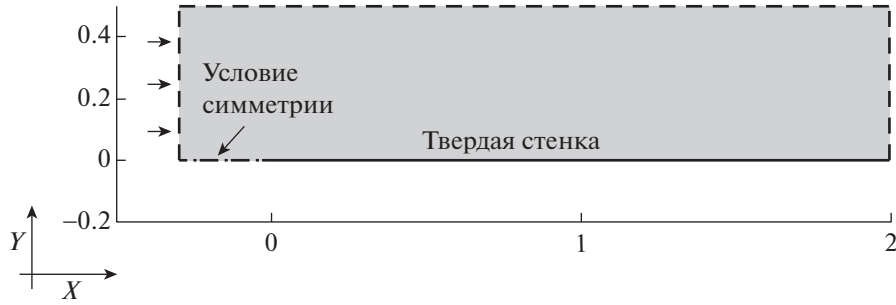 0.4
Условие
симметрии
0.2
Твердая стенка
0
–0.2
0
1
2
Y
X